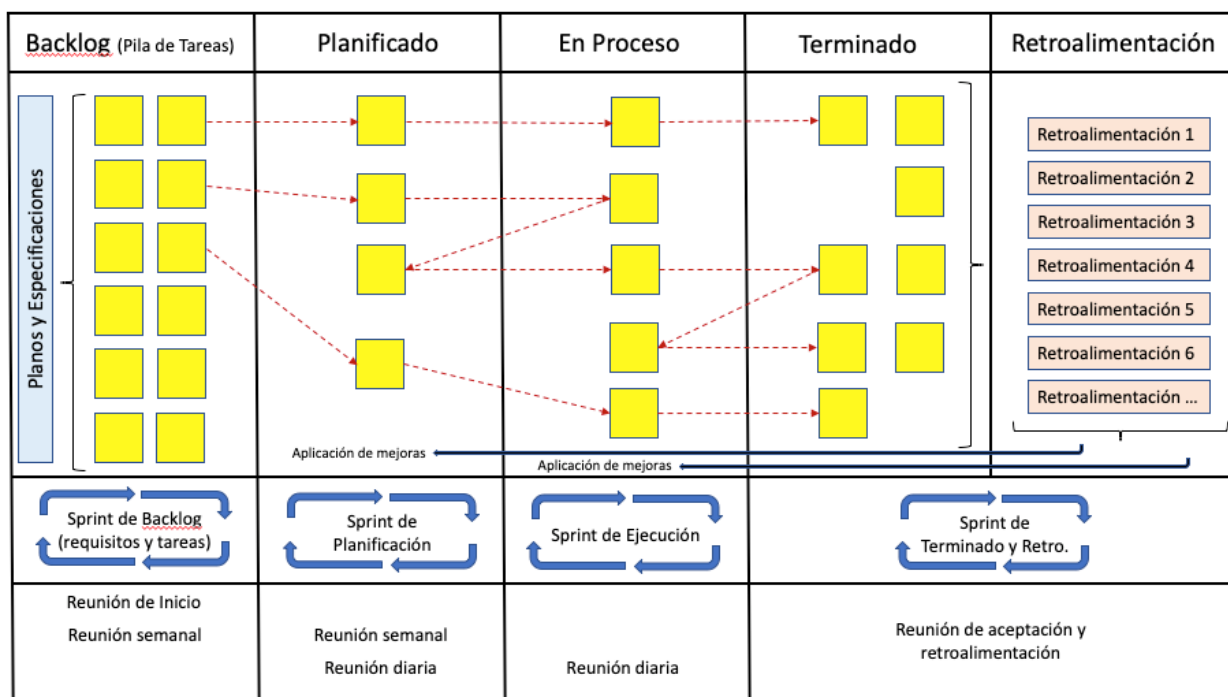 Backlog (Pila de Tareas)
Planificado
En Proceso
Terminado
Retroalimentación
Planos y Especificaciones
Retroalimentación 1
Retroalimentación 2
Retroalimentación 3
Retroalimentación 4
Retroalimentación 5
Retroalimentación 6
Retroalimentación ...
Aplicación de mejoras
Aplicación de mejoras
Sprint de Backlog
(requisitos y tareas)
Sprint de
Planificación
Sprint de Ejecución
Sprint de
Terminado y Retro.
Reunión de Inicio
Reunión semanal
Reunión semanal
Reunión diaria
Reunión diaria
Reunión de aceptación y
retroalimentación